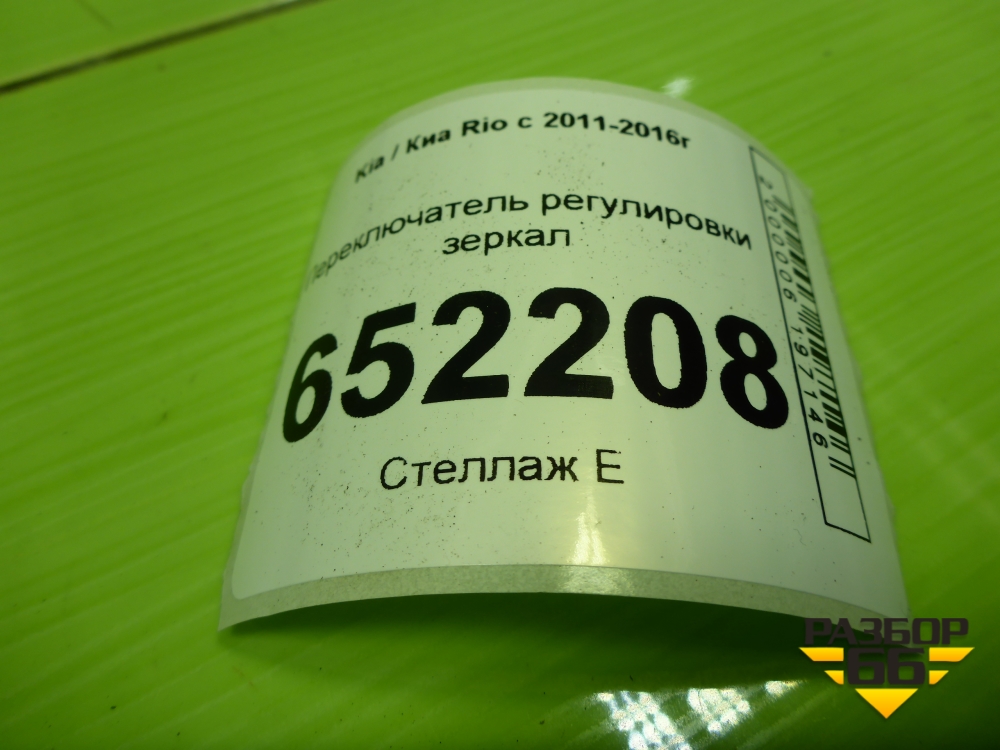 Kia / Киа Rio с 2011-2016г
Переключатель регулировки
зеркал
652208
Стеллаж Е
2000006197146
РАЗБОР
66